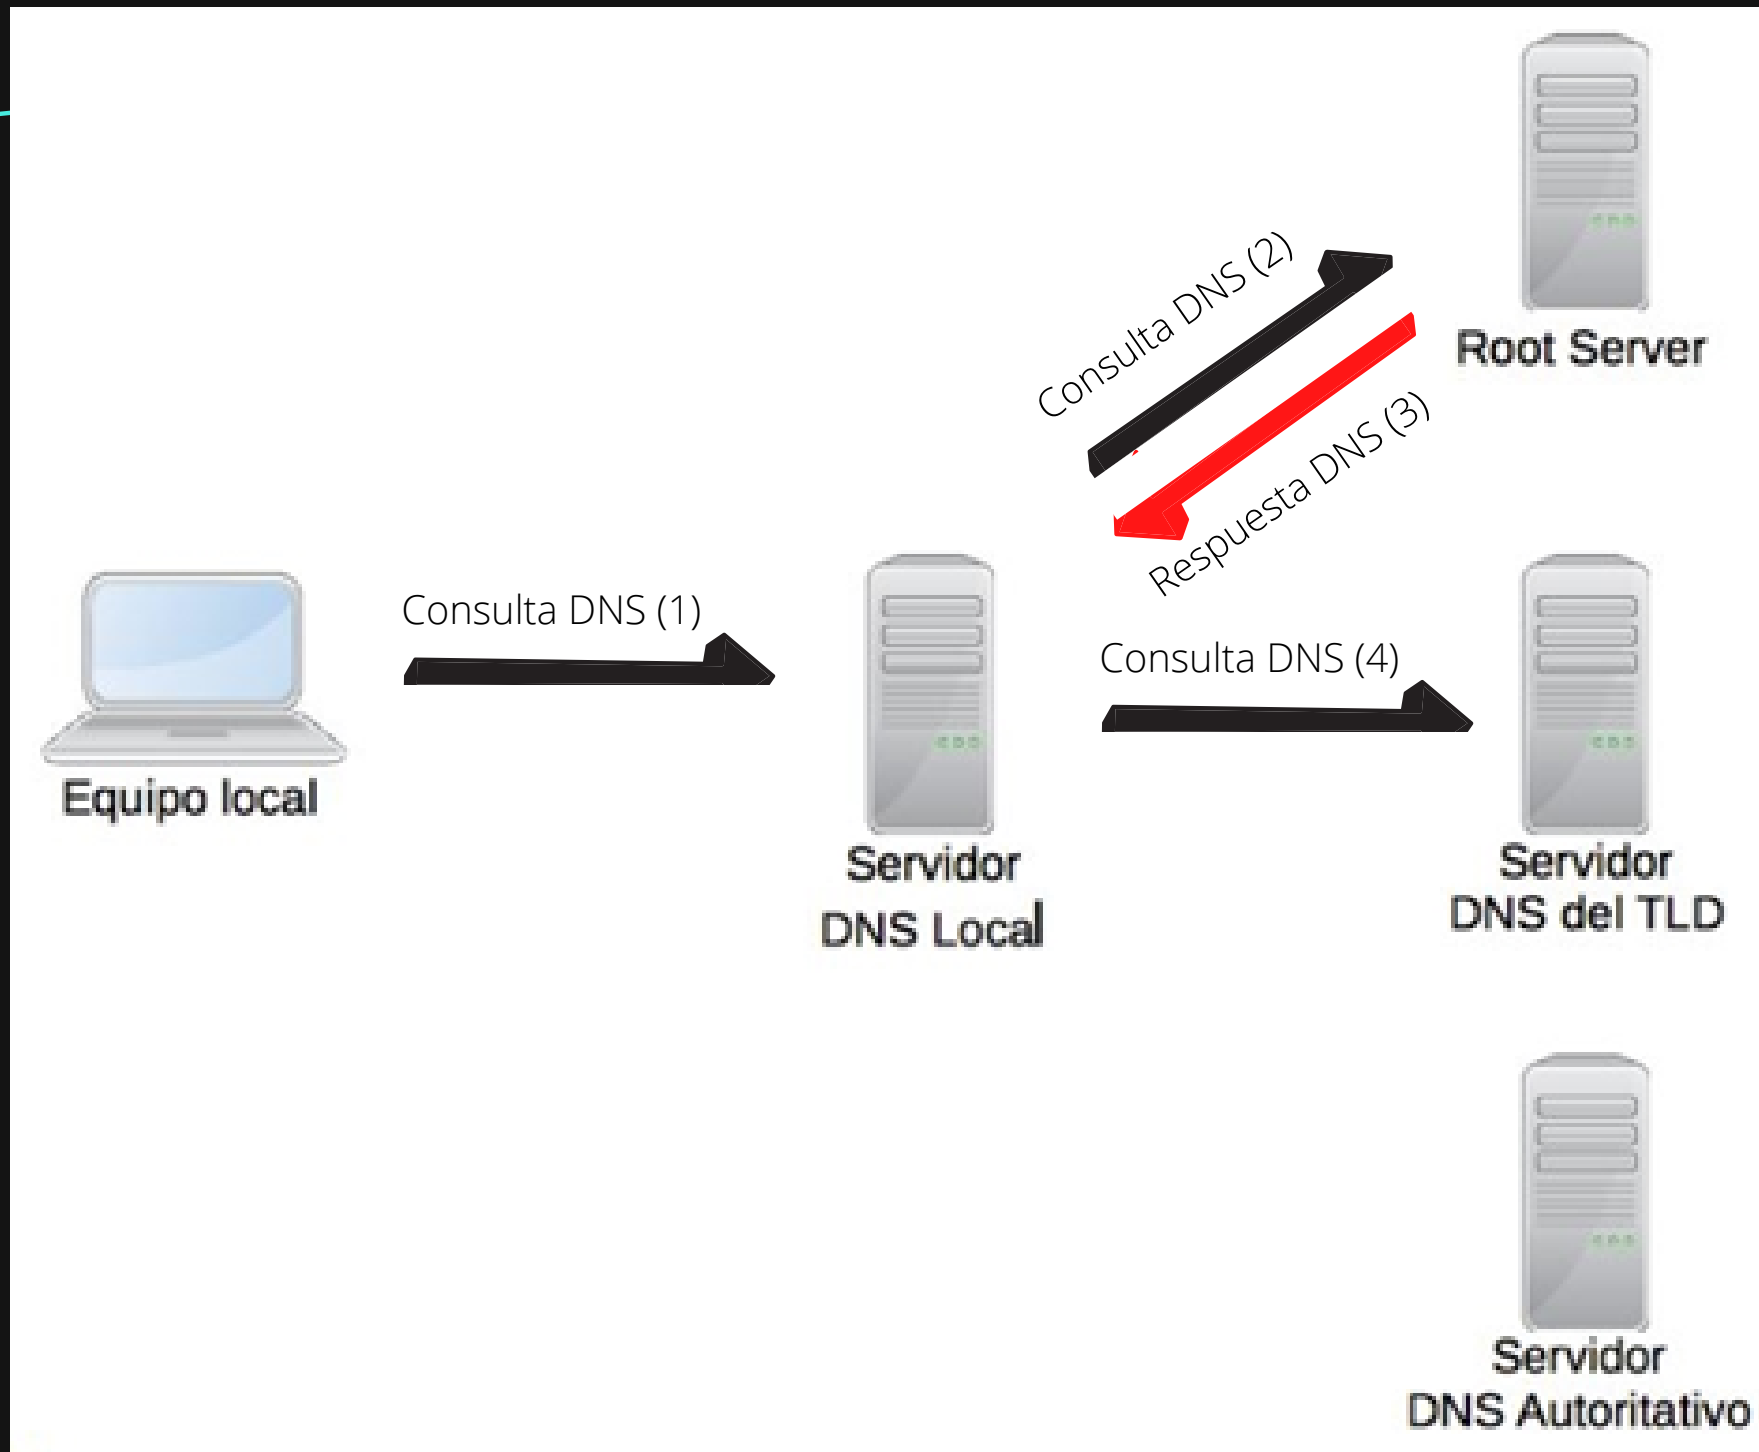 Root Server
Consulta DNS (2)
Respuesta DNS (3)
Consulta DNS (1)
Consulta DNS (4)
Equipo local
Servidor
DNS Local
Servidor
DNS del TLD
Servidor
DNS Autoritativo